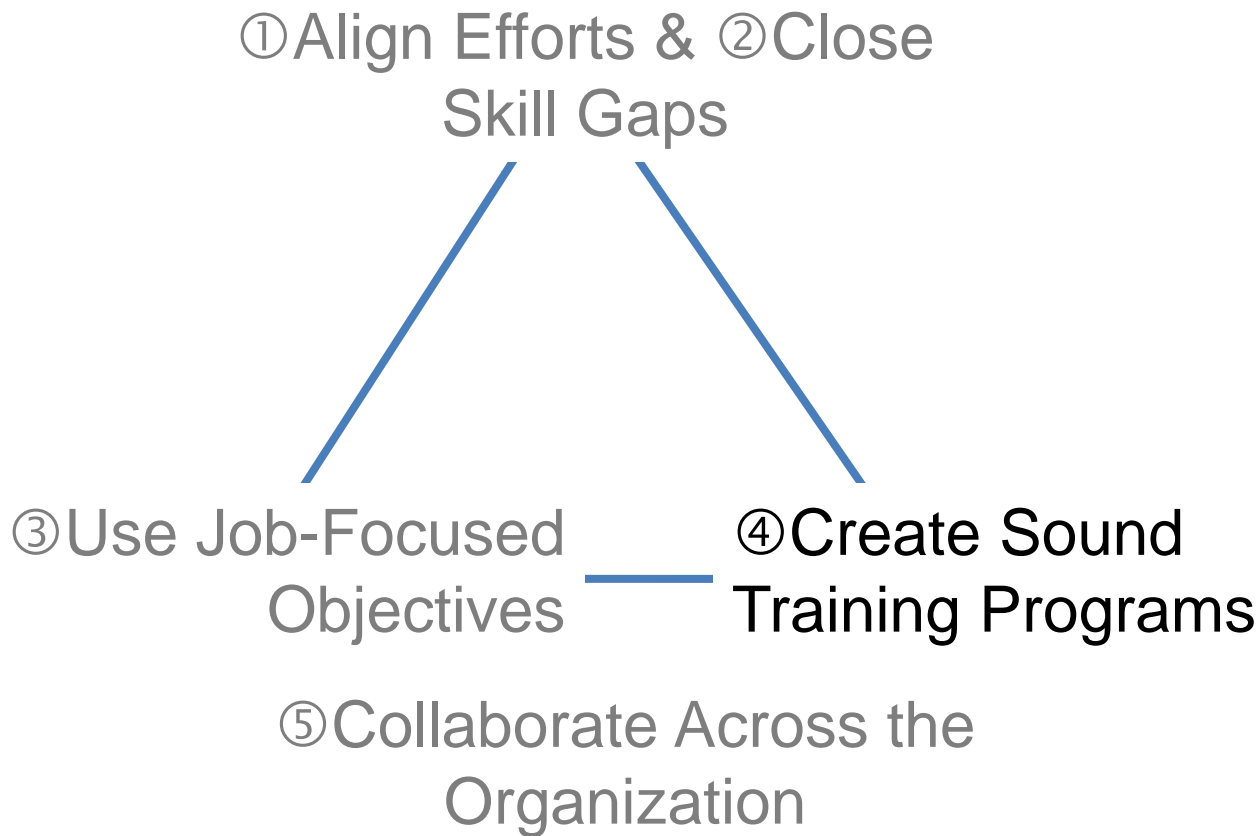 ①Align Efforts & ②Close
Skill Gaps
③Use Job-Focused
Objectives
④Create Sound
Training Programs
⑤Collaborate Across the
Organization